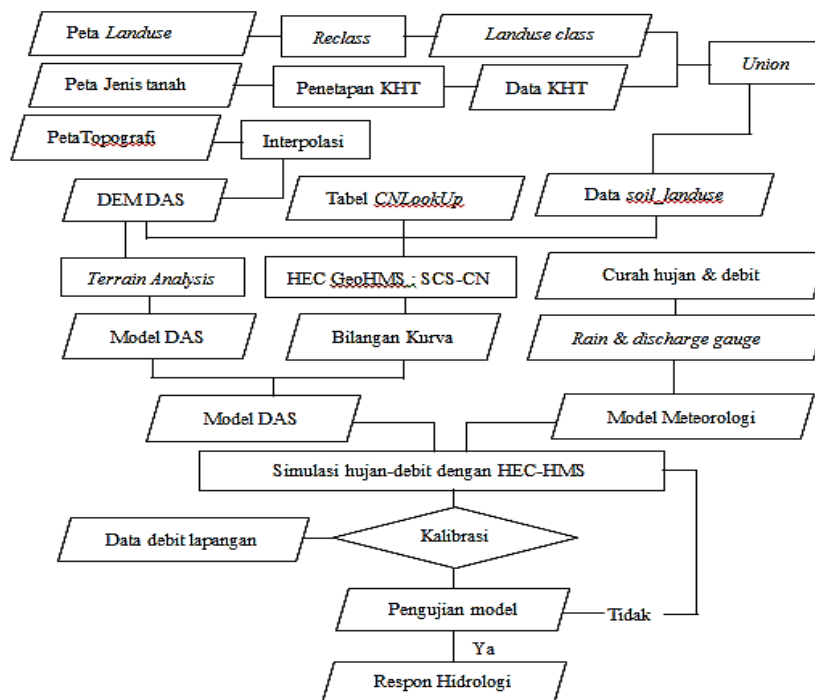 Peta Landuse
Reclass
Landuse class
Union
Peta Jenis tanah
Penetapan KHT
Data KHT
PetaTopografi
Interpolasi
DEM DAS
Tabel CNLookUp
Data soil_landuse
Terrain Analysis
HEC GeoHMS : SCS-CN
Curah hujan & debit
Model DAS
Bilangan Kurva
Rain & discharge gauge
Model DAS
Model Meteorologi
Simulasi hujan-debit dengan HEC-HMS
Data debit lapangan
Kalibrasi
Pengujian model
Tidak
Ya
Respon Hidrologi